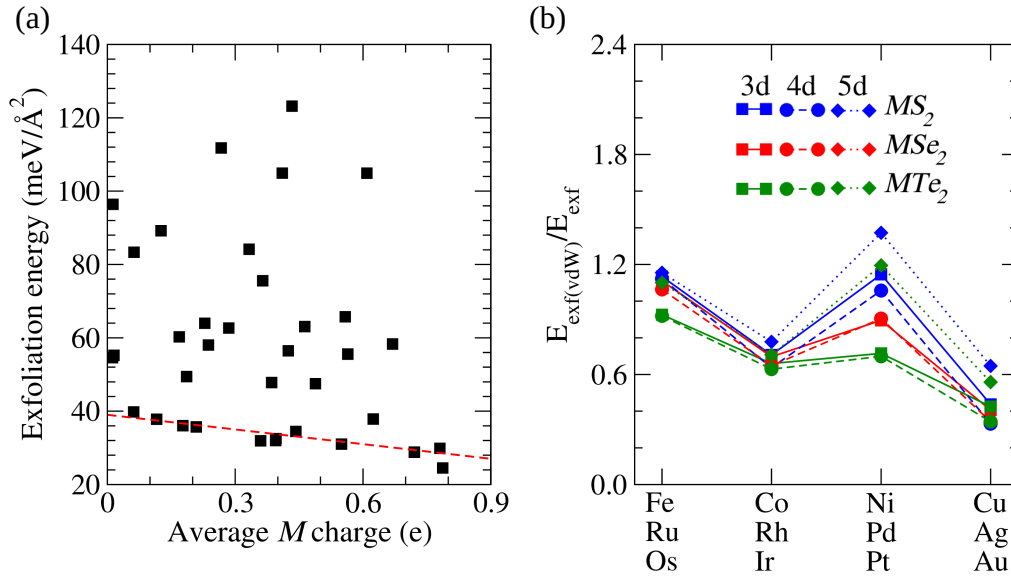 (a)
140
120
100
80
60
40
20
0
0.3
0.6
0.9
Exfoliation energy (meV/Å²)
Average M charge (e)
(b)
2.4
1.8
1.2
0.6
0.0
E_exf(vdW)/E_exf
3d 4d 5d
MS₂
MSe₂
MTe₂
Fe Co Ni Cu
Ru Rh Pd Ag
Os Ir Pt Au